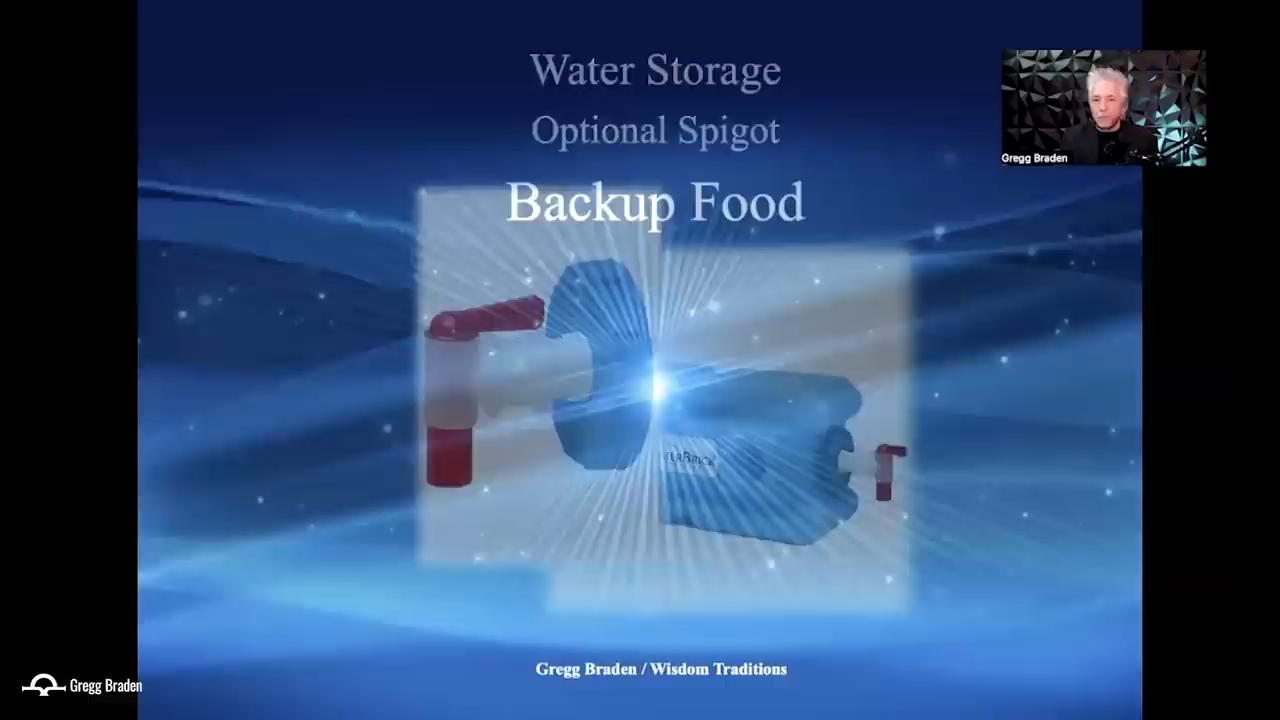 Water Storage
Optional Spigot
Backup Food
Gregg Braden
Gregg Braden / Wisdom Traditions
Gregg Braden